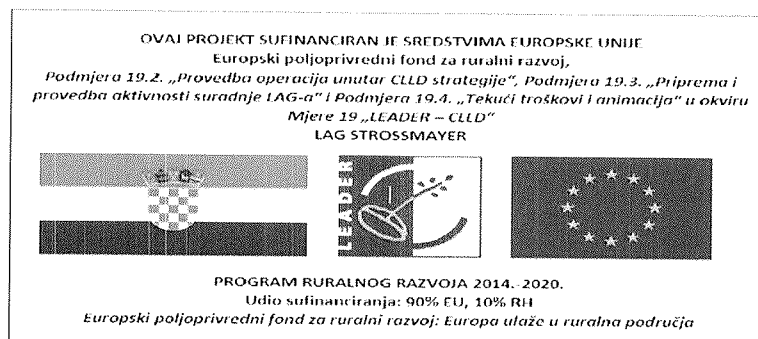 OVAJ PROJEKT SUFINANCIRAN JE SREDSTVIMA EUROPSKE UNIJE
Europski poljoprivredni fond za ruralni razvoj,
Podmjera 19.2. „Provedba operacija unutar CLLD strategije“, Podmjera 19.3. „Priprema i
provedba aktivnosti suradnje LAG-a“ i Podmjera 19.4. „Tekući troškovi i animacija“ u okviru
Mjere 19 „LEADER – CLLD“
LAG STROSSMAYER
LEADER
PROGRAM RURALNOG RAZVOJA 2014.-2020.
Udio sufinanciranja: 90% EU, 10% RH
Europski poljoprivredni fond za ruralni razvoj: Europa ulaže u ruralna područja